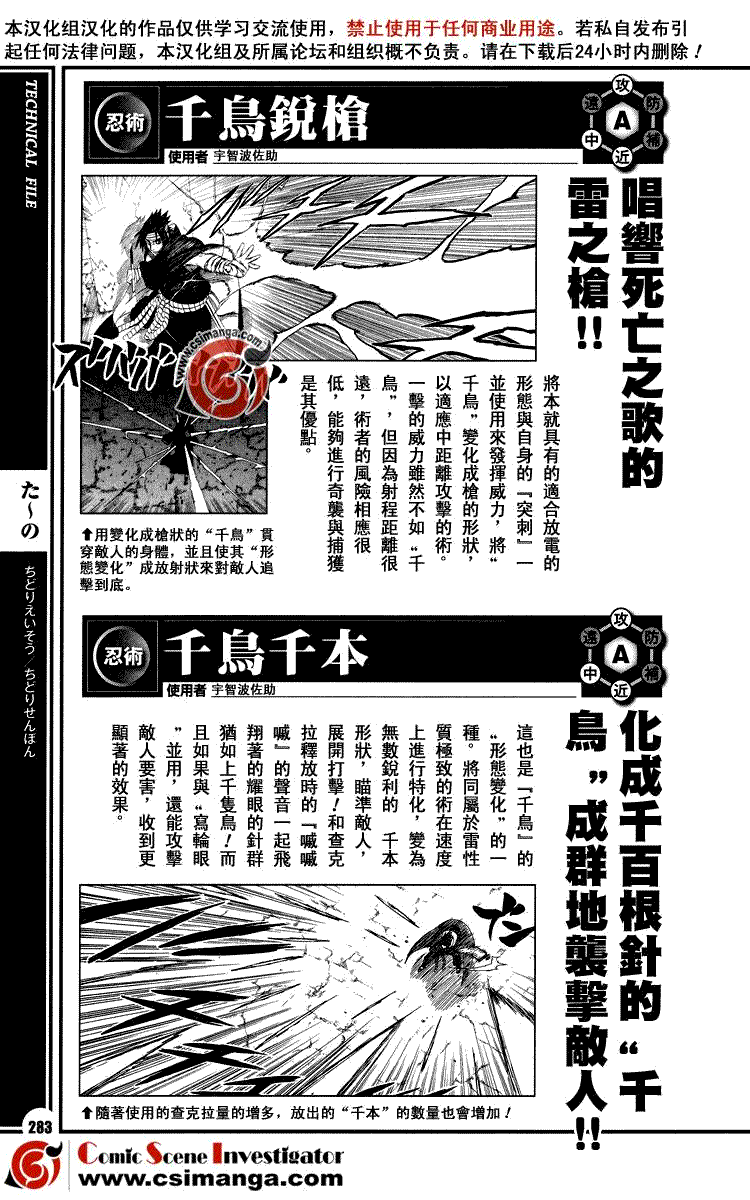 本汉化组汉化的作品仅供学习交流使用，禁止使用于任何商业用途。若私自发布引
起任何法律问题，本汉化组及所属论坛和组织概不负责。请在下载后24小时内删除！
TECHNICAL FILE
た～の
ちどりえいそう／ちどりせんぼん
283
忍術
千鳥銳槍
使用者 宇智波佐助
攻
遠
防
A
中
補
近
唱響死亡之歌的
雷之槍!!
www.csimanga.com
將本就具有的適合放電的
形態與自身的『突刺』一
並使用來發揮威力，將“
千鳥”變化成槍的形狀，
以適應中距離攻擊的術。
一擊的威力雖然不如“千
鳥”，但因為射程距離很
遠，術者的風險相應很
低，能夠進行奇襲與捕獲
是其優點。
⬆用變化成槍狀的“千鳥”貫
穿敵人的身體，並且使其“形
態變化”成放射狀來對敵人追
擊到底。
忍術
千鳥千本
使用者 宇智波佐助
攻
遠
防
A
中
補
近
化成千百根針的“千
鳥”成群地襲擊敵人!!
這也是『千鳥』的
“形態變化”的一
種。將同屬於雷性
質極致的術在速度
上進行特化，變為
無數銳利的 千本
形狀，瞄準敵人，
展開打擊！和查克
拉釋放時的『嘁嘁
嘁』的聲音一起飛
翔著的耀眼的針群
猶如上千隻鳥！而
且如果與“寫輪眼
”並用，還能攻擊
敵人要害，收到更
顯著的效果。
⬆隨著使用的查克拉量的增多，放出的“千本”的數量也會增加！
Comic Scene Investigator
www.csimanga.com